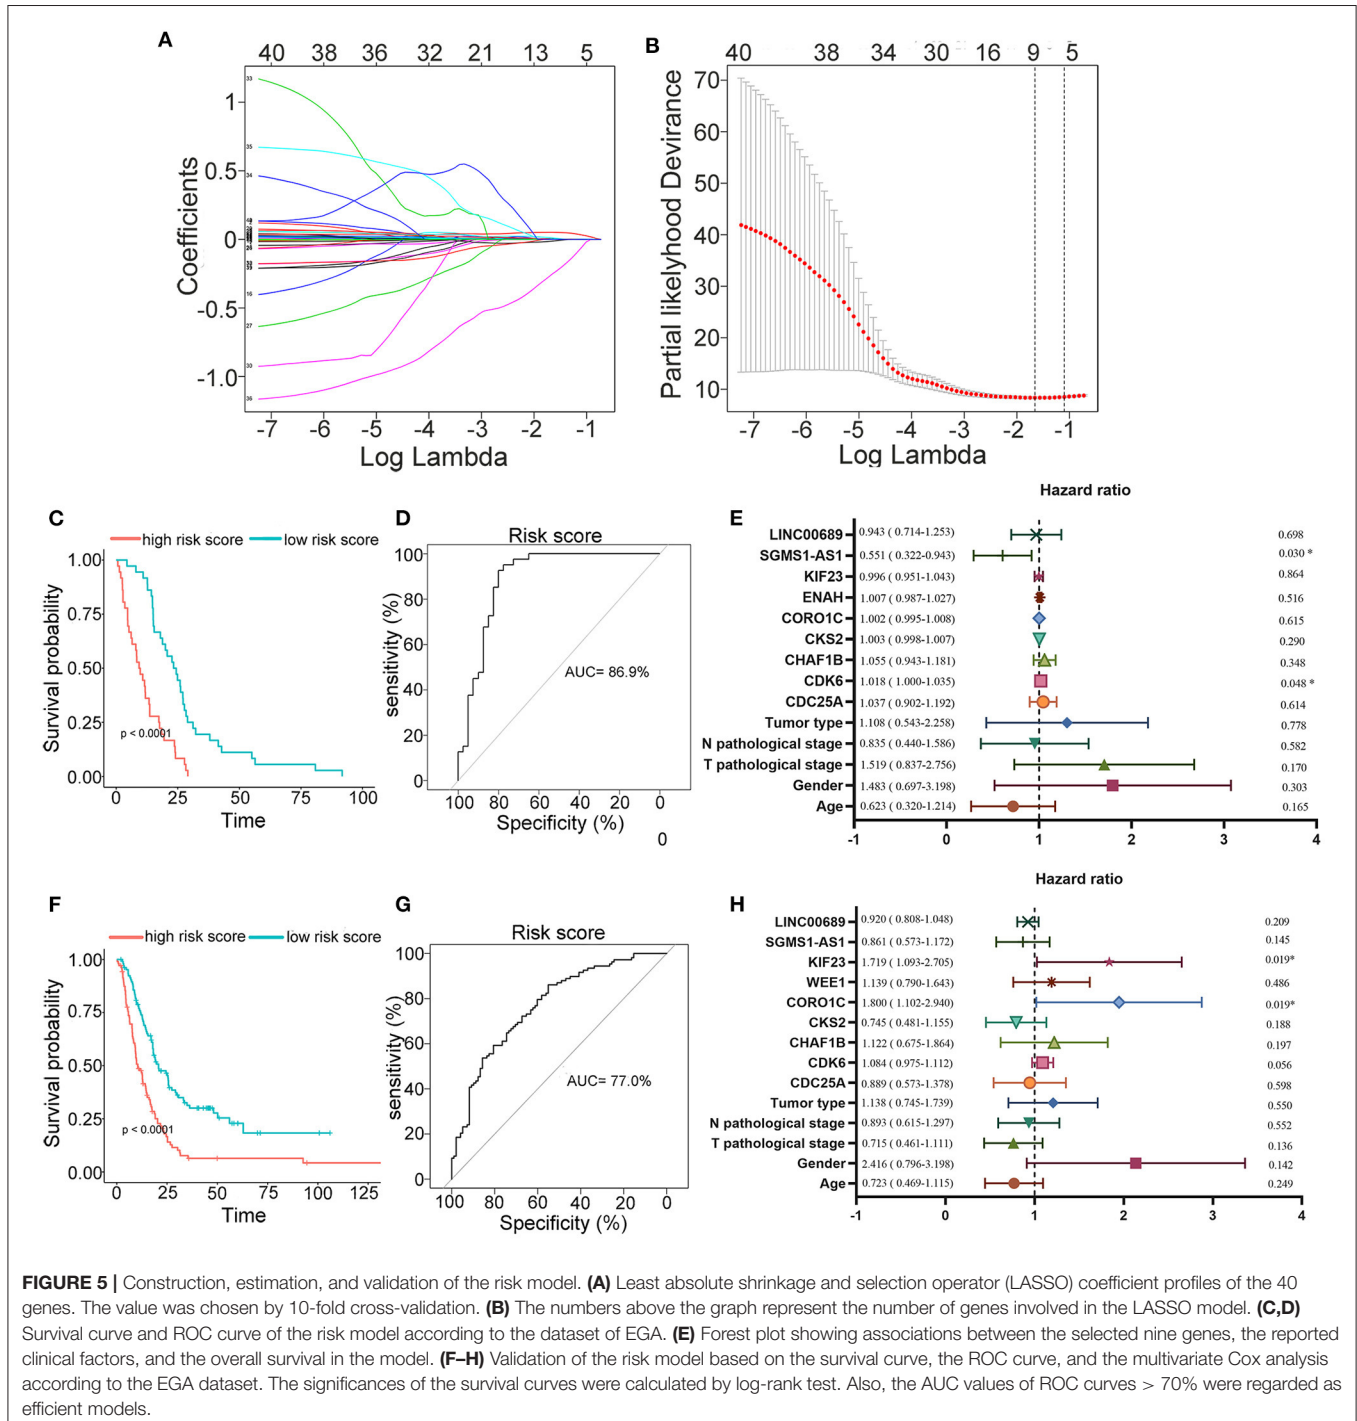 A
40 38 36 32 21 13 5
1
0.5
0
-0.5
-1.0
Coefficients
33
35
34
16
27
30
36
-7 -6 -5 -4 -3 -2 -1
Log Lambda
B
40 38 34 30 16 9 5
70
60
50
40
30
20
10
Partial likelyhood Devirance
-7 -6 -5 -4 -3 -2 -1
Log Lambda
C
high risk score low risk score
1.00
0.75
0.50
0.25
0.00
Survival probability
p < 0.0001
0 25 50 75 100
Time
D
Risk score
100
80
60
40
20
0
sensitivity (%)
AUC= 86.9%
100 80 60 40 20 0
Specificity (%)
0
E
Hazard ratio
LINC00689 0.943 ( 0.714-1.253) 0.698
SGMS1-AS1 0.551 ( 0.322-0.943) 0.030 *
KIF23 0.996 ( 0.951-1.043) 0.864
ENAH 1.007 ( 0.987-1.027) 0.516
CORO1C 1.002 ( 0.995-1.008) 0.615
CKS2 1.003 ( 0.998-1.007) 0.290
CHAF1B 1.055 ( 0.943-1.181) 0.348
CDK6 1.018 ( 1.000-1.035) 0.048 *
CDC25A 1.037 ( 0.902-1.192) 0.614
Tumor type 1.108 ( 0.543-2.258) 0.778
N pathological stage 0.835 ( 0.440-1.586) 0.582
T pathological stage 1.519 ( 0.837-2.756) 0.170
Gender 1.483 ( 0.697-3.198) 0.303
Age 0.623 ( 0.320-1.214) 0.165
-1 0 1 2 3 4
F
high risk score low risk score
1.00
0.75
0.50
0.25
0.00
Survival probability
p < 0.0001
0 25 50 75 100 125
Time
G
Risk score
100
80
60
40
20
0
sensitivity (%)
AUC= 77.0%
100 80 60 40 20 0
Specificity (%)
H
Hazard ratio
LINC00689 0.920 ( 0.808-1.048) 0.209
SGMS1-AS1 0.861 ( 0.573-1.172) 0.145
KIF23 1.719 ( 1.093-2.705) 0.019*
WEE1 1.139 ( 0.790-1.643) 0.486
CORO1C 1.800 ( 1.102-2.940) 0.019*
CKS2 0.745 ( 0.481-1.155) 0.188
CHAF1B 1.122 ( 0.675-1.864) 0.197
CDK6 1.084 ( 0.975-1.112) 0.056
CDC25A 0.889 ( 0.573-1.378) 0.598
Tumor type 1.138 ( 0.745-1.739) 0.550
N pathological stage 0.893 ( 0.615-1.297) 0.552
T pathological stage 0.715 ( 0.461-1.111) 0.136
Gender 2.416 ( 0.796-3.198) 0.142
Age 0.723 ( 0.469-1.115) 0.249
-1 0 1 2 3 4
FIGURE 5 | Construction, estimation, and validation of the risk model. (A) Least absolute shrinkage and selection operator (LASSO) coefficient profiles of the 40
genes. The value was chosen by 10-fold cross-validation. (B) The numbers above the graph represent the number of genes involved in the LASSO model. (C,D)
Survival curve and ROC curve of the risk model according to the dataset of EGA. (E) Forest plot showing associations between the selected nine genes, the reported
clinical factors, and the overall survival in the model. (F–H) Validation of the risk model based on the survival curve, the ROC curve, and the multivariate Cox analysis
according to the EGA dataset. The significances of the survival curves were calculated by log-rank test. Also, the AUC values of ROC curves > 70% were regarded as
efficient models.